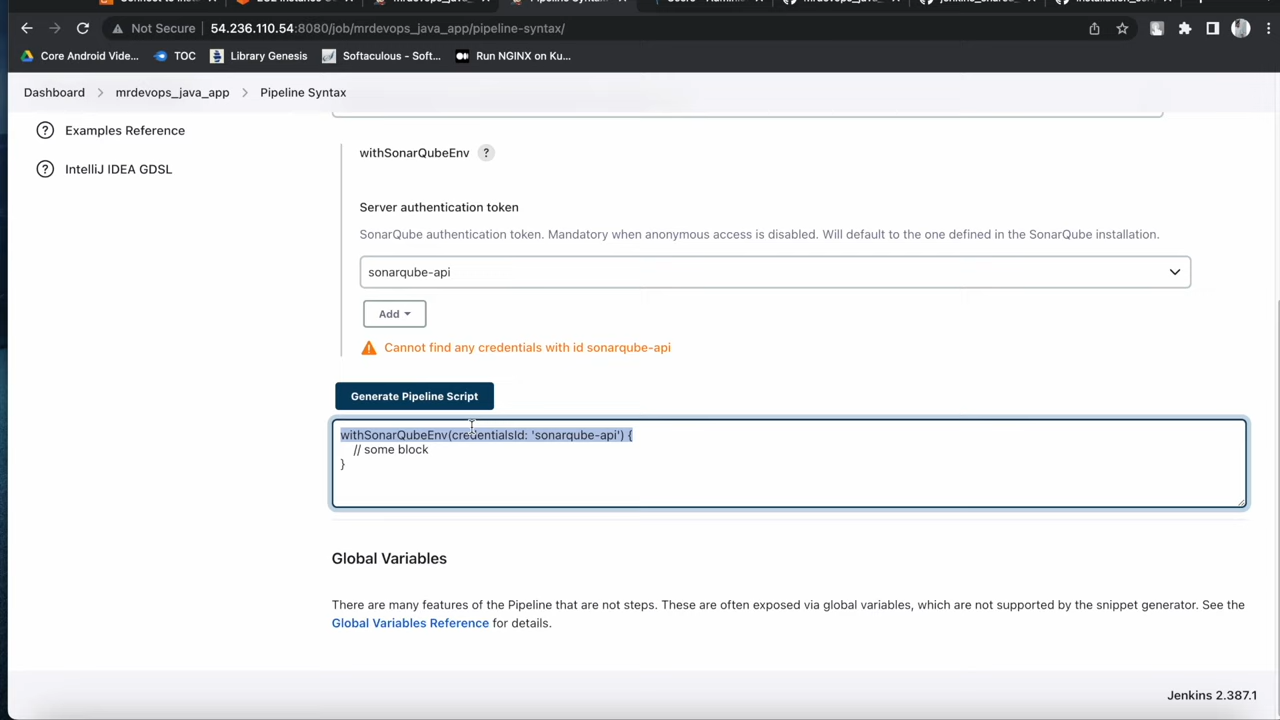 Not Secure 54.236.110.54:8080/job/mrdevops_java_app/pipeline-syntax/
Core Android Vide... TOC Library Genesis Softaculous - Soft... Run NGINX on Ku...
Dashboard mrdevops_java_app Pipeline Syntax
Examples Reference
IntelliJ IDEA GDSL
withSonarQubeEnv ?
Server authentication token
SonarQube authentication token. Mandatory when anonymous access is disabled. Will default to the one defined in the SonarQube installation.
sonarqube-api
Add
Cannot find any credentials with id sonarqube-api
Generate Pipeline Script
withSonarQubeEnv(credentialsId: 'sonarqube-api') {
// some block
}
Global Variables
There are many features of the Pipeline that are not steps. These are often exposed via global variables, which are not supported by the snippet generator. See the
Global Variables Reference for details.
Jenkins 2.387.1